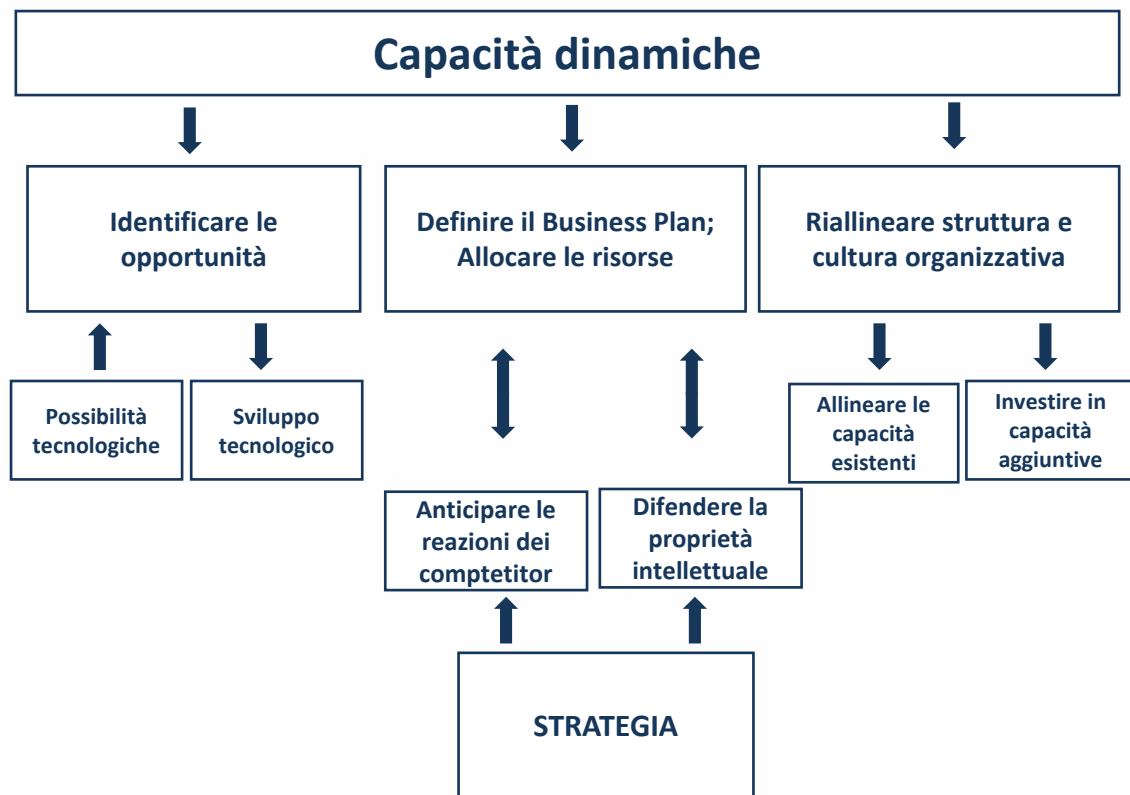 Capacità dinamiche
Identificare le
opportunità
Definire il Business Plan;
Allocare le risorse
Riallineare struttura e
cultura organizzativa
Possibilità
tecnologiche
Sviluppo
tecnologico
Allineare le
capacità
esistenti
Investire in
capacità
aggiuntive
Anticipare le
reazioni dei
comptetitor
Difendere la
proprietà
intellettuale
STRATEGIA